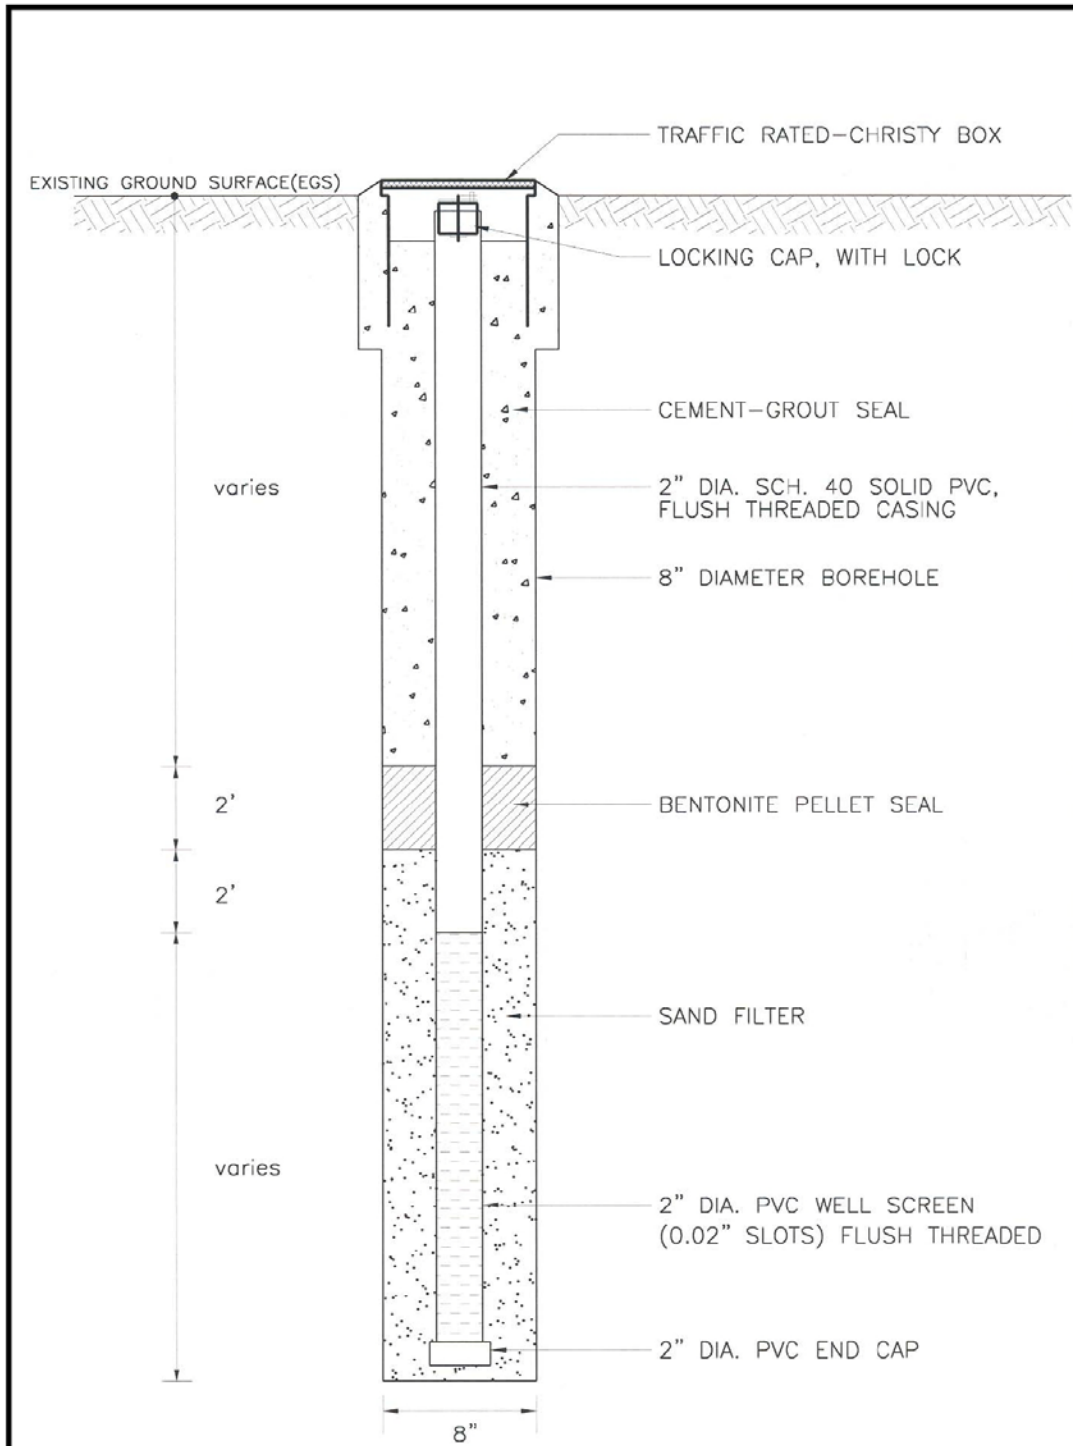 TRAFFIC RATED-CHRISTY BOX
EXISTING GROUND SURFACE(EGS)
LOCKING CAP, WITH LOCK
CEMENT-GROUT SEAL
varies
2" DIA. SCH. 40 SOLID PVC,
FLUSH THREADED CASING
8" DIAMETER BOREHOLE
2'
BENTONITE PELLET SEAL
2'
SAND FILTER
varies
2" DIA. PVC WELL SCREEN
(0.02" SLOTS) FLUSH THREADED
2" DIA. PVC END CAP
8"